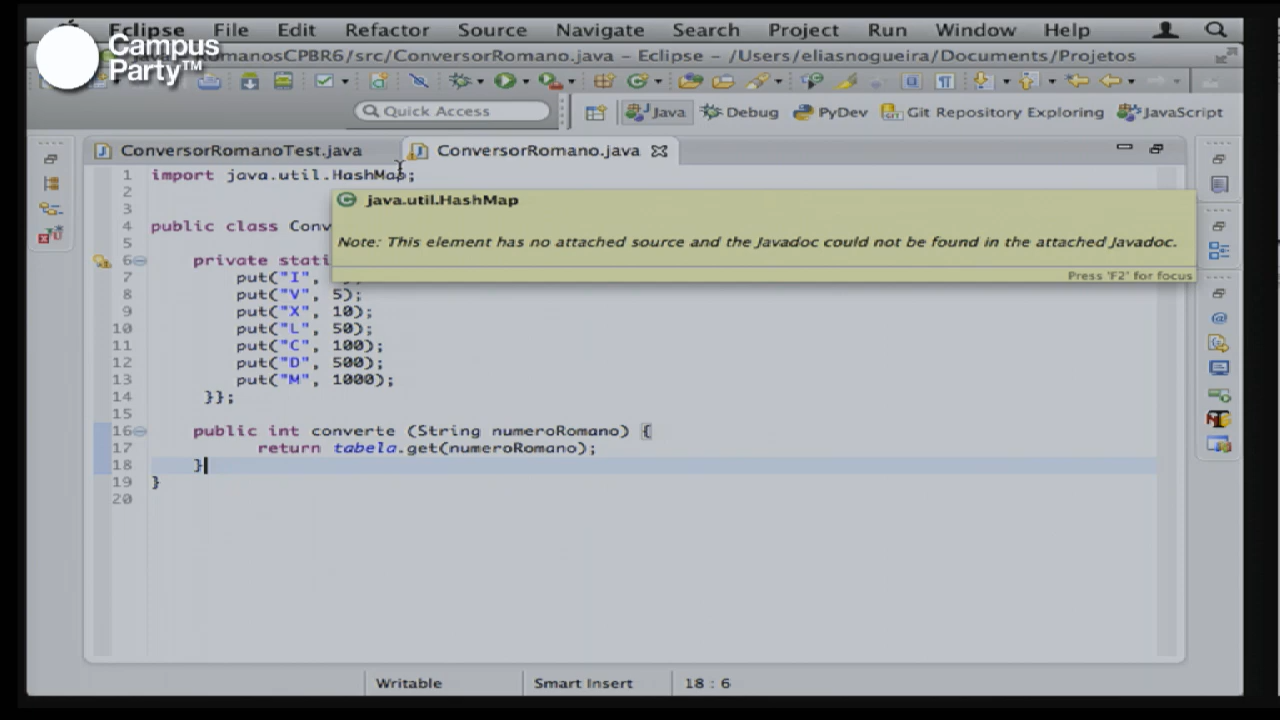 Campus
Party™
Eclipse File Edit Refactor Source Navigate Search Project Run Window Help
omanosCPBR6/src/ConversorRomano.java – Eclipse – /Users/eliasnogueira/Documents/Projetos
Quick Access
Java Debug PyDev Git Repository Exploring JavaScript
ConversorRomanoTest.java ConversorRomano.java
1 import java.util.HashMap;
2
3
4 public class Conv
5
6 private stati
7 put("I",
8 put("V", 5);
9 put("X", 10);
10 put("L", 50);
11 put("C", 100);
12 put("D", 500);
13 put("M", 1000);
14 }};
15
16 public int converte (String numeroRomano) {
17 return tabela.get(numeroRomano);
18 }
19 }
20
java.util.HashMap
Note: This element has no attached source and the Javadoc could not be found in the attached Javadoc.
Press 'F2' for focus
Writable Smart Insert 18 : 6